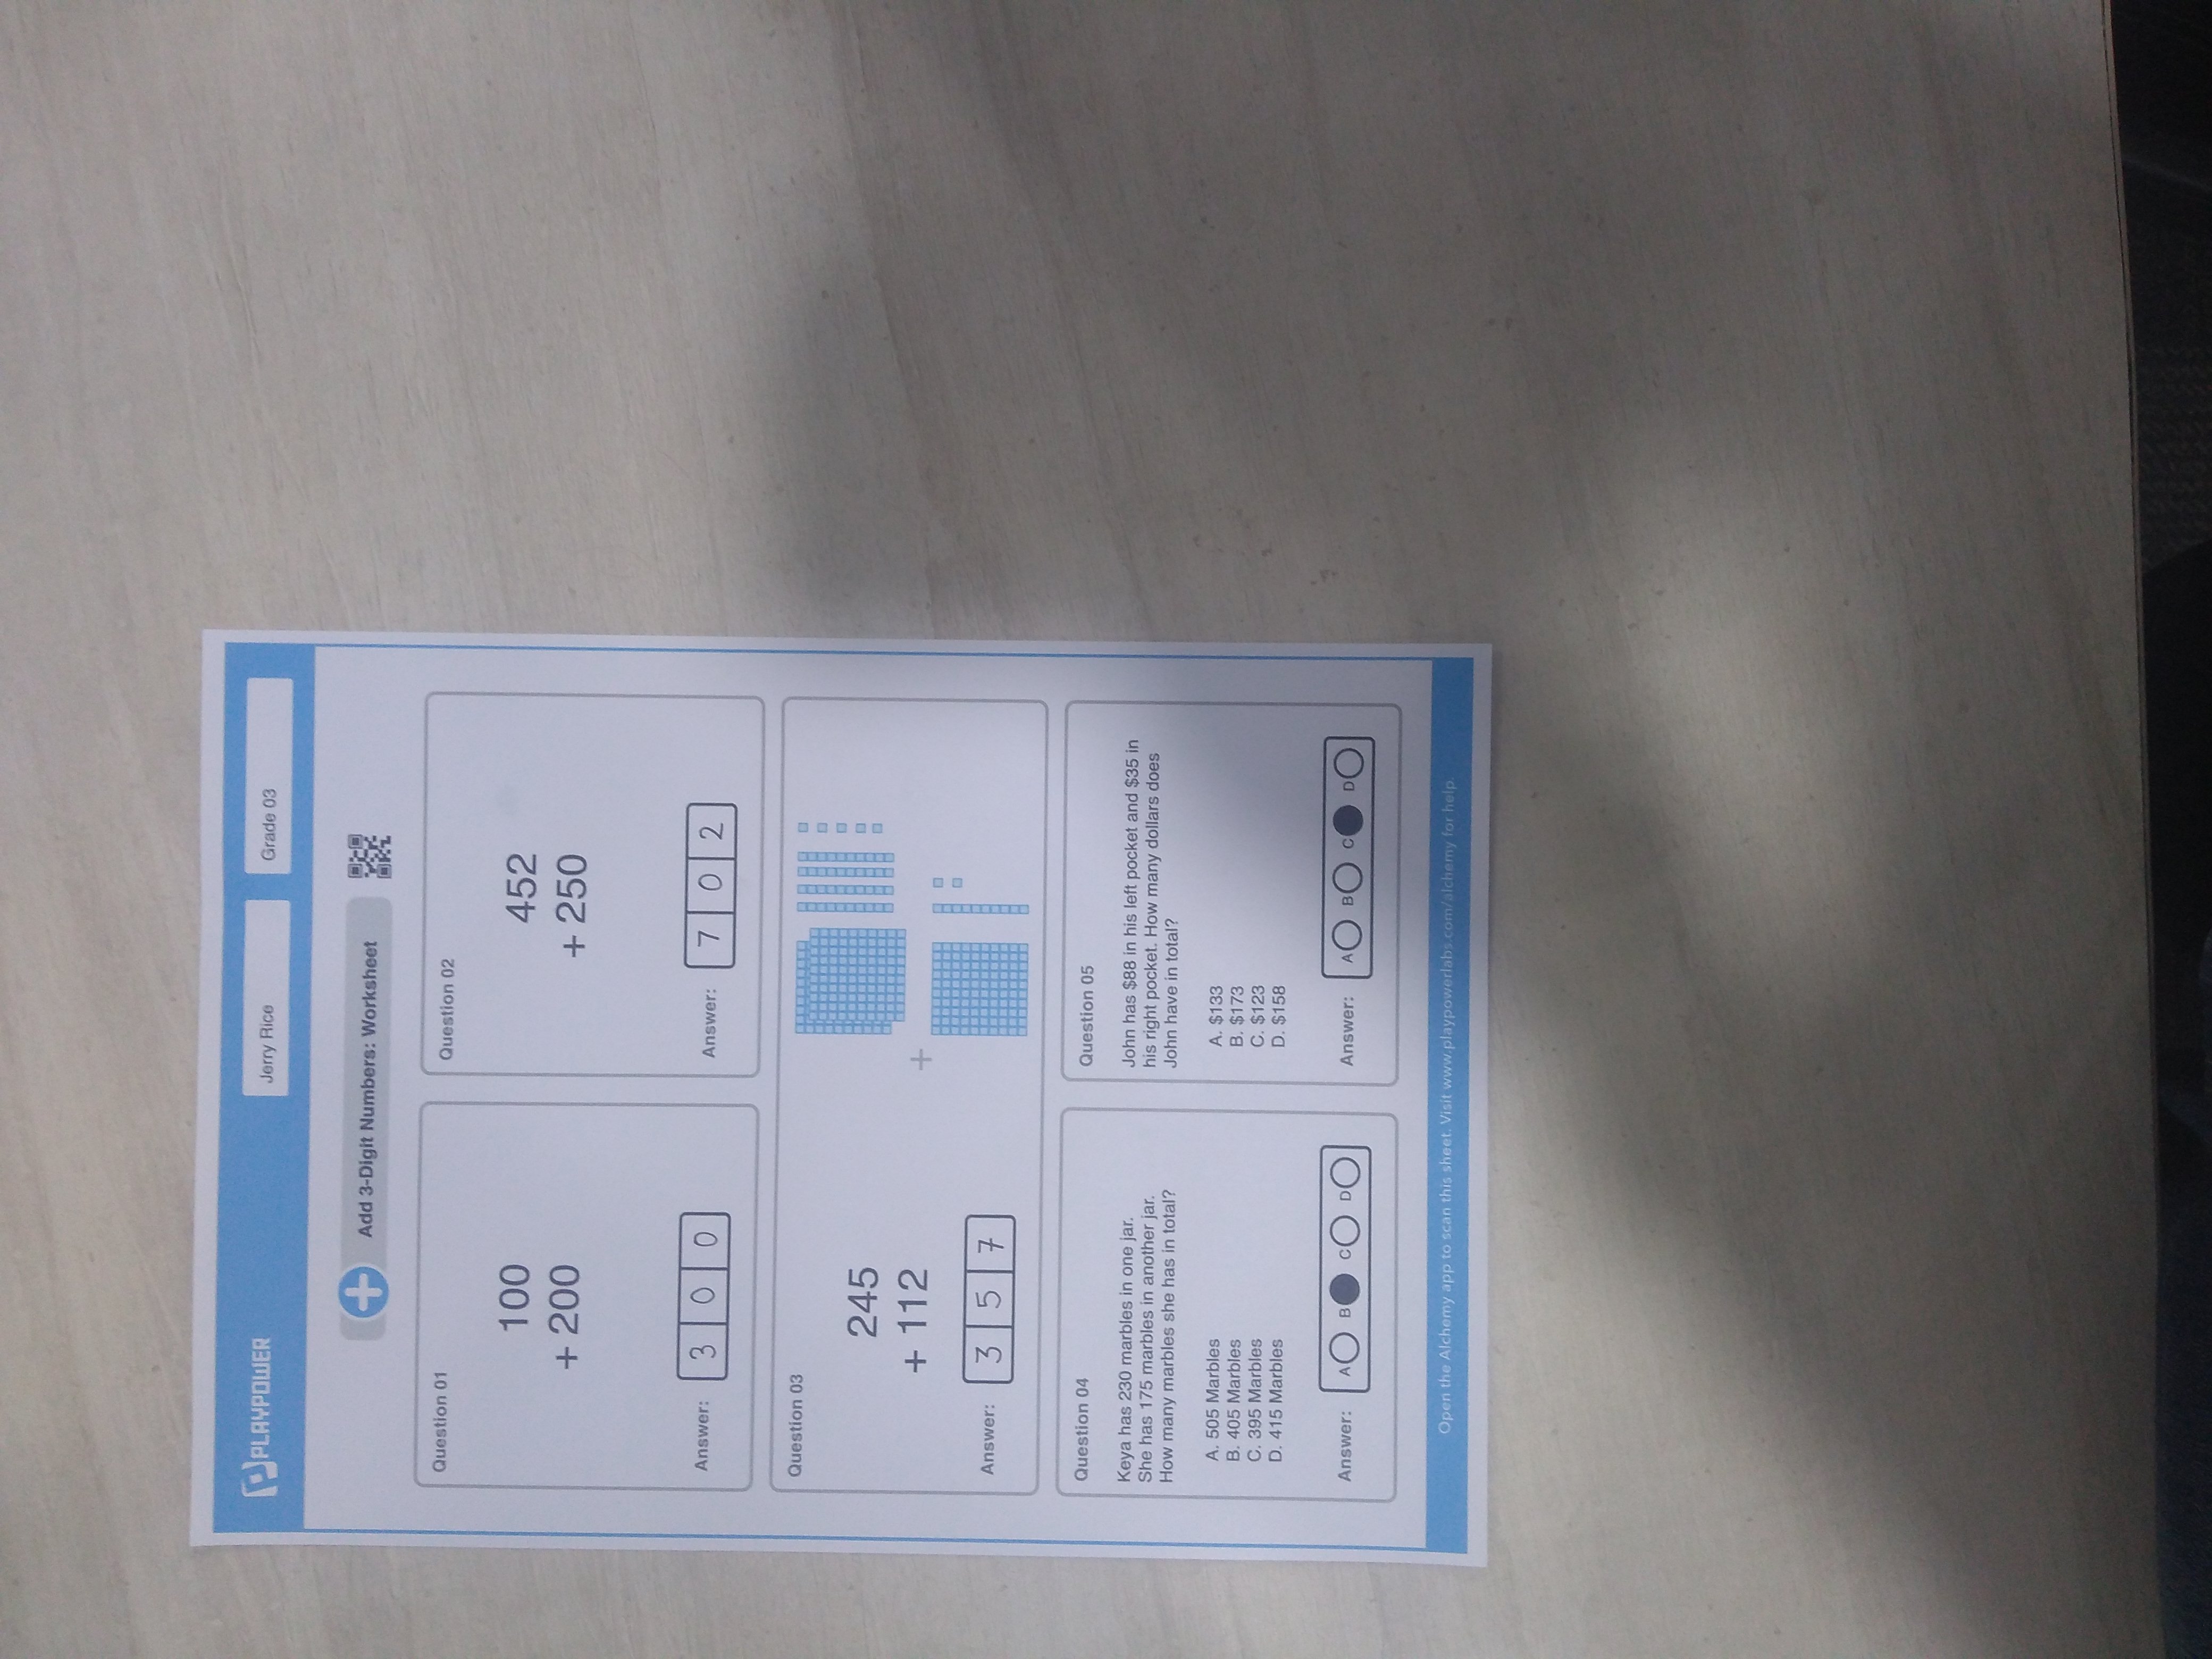 PLAYPOWER
Jerry Rice
Grade 03
Add 3-Digit Numbers: Worksheet
Question 01
100
+ 200
Answer: 3 0 0
Question 02
452
+ 250
Answer: 7 0 2
Question 03
245
+ 112
Answer: 3 5 7
+
Question 04
Keya has 230 marbles in one jar.
She has 175 marbles in another jar.
How many marbles she has in total?
A. 505 Marbles
B. 405 Marbles
C. 395 Marbles
D. 415 Marbles
Answer: A B C D
Question 05
John has $88 in his left pocket and $35 in
his right pocket. How many dollars does
John have in total?
A. $133
B. $173
C. $123
D. $158
Answer: A B C D
Open the Alchemy app to scan this sheet. Visit www.playpowerlabs.com/alchemy for help.